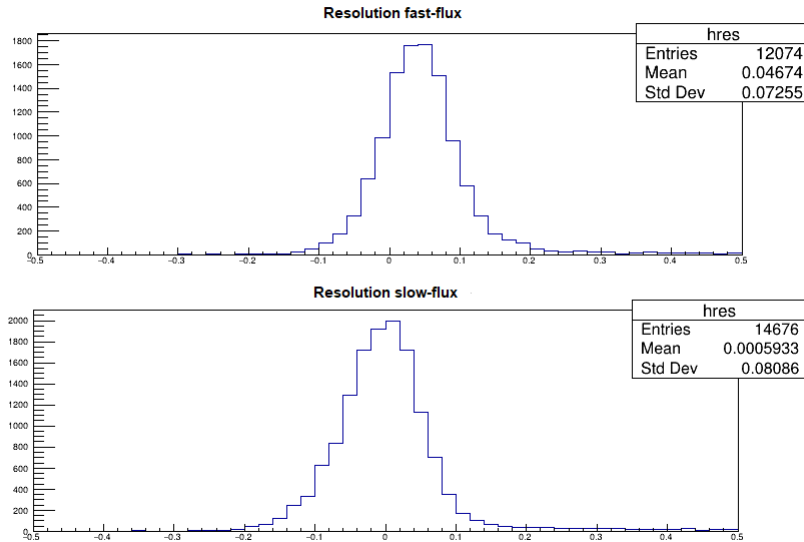 Resolution fast-flux
hres
Entries 12074
Mean 0.04674
Std Dev 0.07255
1800
1600
1400
1200
1000
800
600
400
200
0
−0.5 −0.4 −0.3 −0.2 −0.1 0 0.1 0.2 0.3 0.4 0.5
Resolution slow-flux
hres
Entries 14676
Mean 0.0005933
Std Dev 0.08086
2000
1800
1600
1400
1200
1000
800
600
400
200
0
−0.5 −0.4 −0.3 −0.2 −0.1 0 0.1 0.2 0.3 0.4 0.5